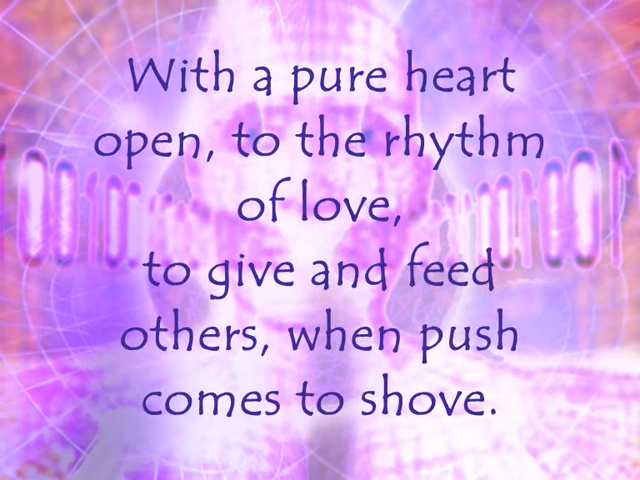 With a pure heart
open, to the rhythm
of love,
to give and feed
others, when push
comes to shove.